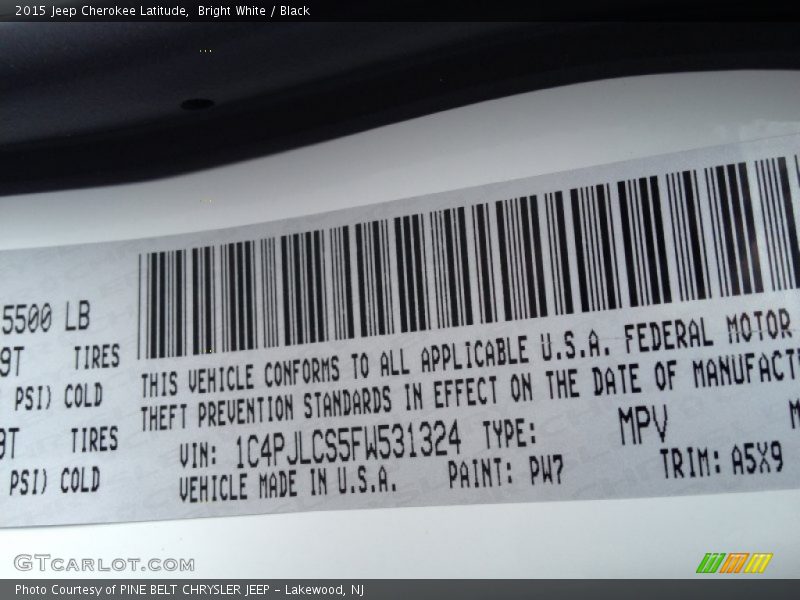 2015 Jeep Cherokee Latitude, Bright White / Black
5500 LB
9T TIRES
PSI) COLD
9T TIRES
PSI) COLD
THIS VEHICLE CONFORMS TO ALL APPLICABLE U.S.A. FEDERAL MOTOR
THEFT PREVENTION STANDARDS IN EFFECT ON THE DATE OF MANUFACT
VIN: 1C4PJLCS5FW531324 TYPE: MPV
VEHICLE MADE IN U.S.A. PAINT: PW7 TRIM: A5X9
GTCARLOT.COM
Photo Courtesy of PINE BELT CHRYSLER JEEP - Lakewood, NJ